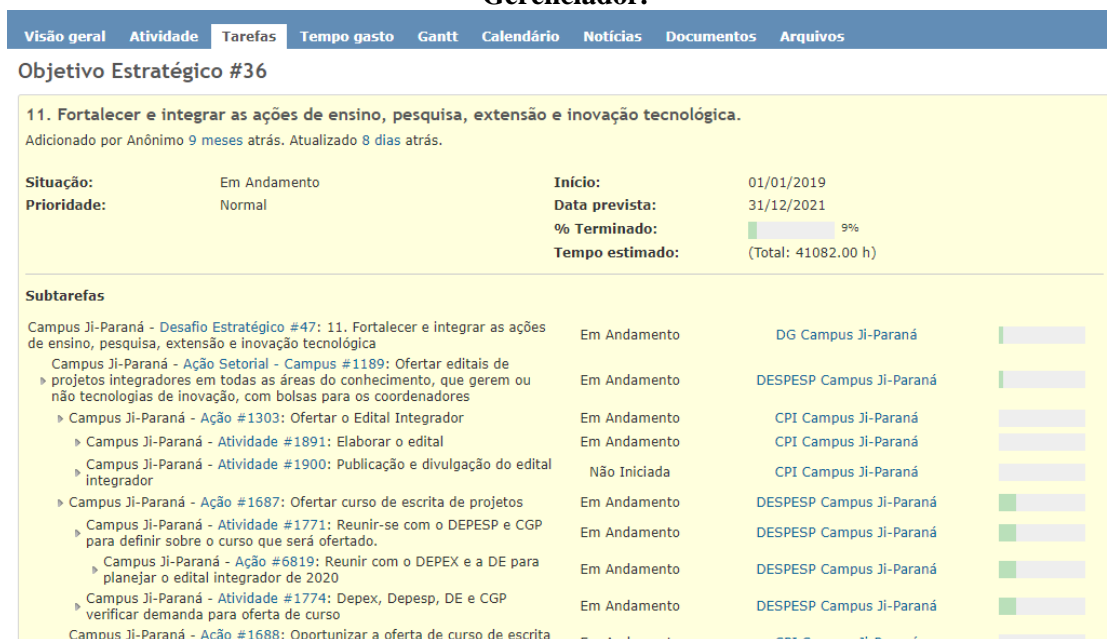 Gerenciador.
Visão geral Atividade Tarefas Tempo gasto Gantt Calendário Notícias Documentos Arquivos
Objetivo Estratégico #36
11. Fortalecer e integrar as ações de ensino, pesquisa, extensão e inovação tecnológica.
Adicionado por Anônimo 9 meses atrás. Atualizado 8 dias atrás.
Situação: Em Andamento Início: 01/01/2019
Prioridade: Normal Data prevista: 31/12/2021
% Terminado: 9%
Tempo estimado: (Total: 41082.00 h)
Subtarefas
Campus Ji-Paraná - Desafio Estratégico #47: 11. Fortalecer e integrar as ações
de ensino, pesquisa, extensão e inovação tecnológica
Em Andamento DG Campus Ji-Paraná
Campus Ji-Paraná - Ação Setorial - Campus #1189: Ofertar editais de
projetos integradores em todas as áreas do conhecimento, que gerem ou
não tecnologias de inovação, com bolsas para os coordenadores
Em Andamento DESPESP Campus Ji-Paraná
Campus Ji-Paraná - Ação #1303: Ofertar o Edital Integrador Em Andamento CPI Campus Ji-Paraná
Campus Ji-Paraná - Atividade #1891: Elaborar o edital Em Andamento CPI Campus Ji-Paraná
Campus Ji-Paraná - Atividade #1900: Publicação e divulgação do edital
integrador
Não Iniciada CPI Campus Ji-Paraná
Campus Ji-Paraná - Ação #1687: Ofertar curso de escrita de projetos Em Andamento DESPESP Campus Ji-Paraná
Campus Ji-Paraná - Atividade #1771: Reunir-se com o DEPESP e CGP
para definir sobre o curso que será ofertado.
Em Andamento DESPESP Campus Ji-Paraná
Campus Ji-Paraná - Ação #6819: Reunir com o DEPEX e a DE para
planejar o edital integrador de 2020
Em Andamento DESPESP Campus Ji-Paraná
Campus Ji-Paraná - Atividade #1774: Depex, Depesp, DE e CGP
verificar demanda para oferta de curso
Em Andamento DESPESP Campus Ji-Paraná
Campus Ji-Paraná - Ação #1688: Oportunizar a oferta de curso de escrita